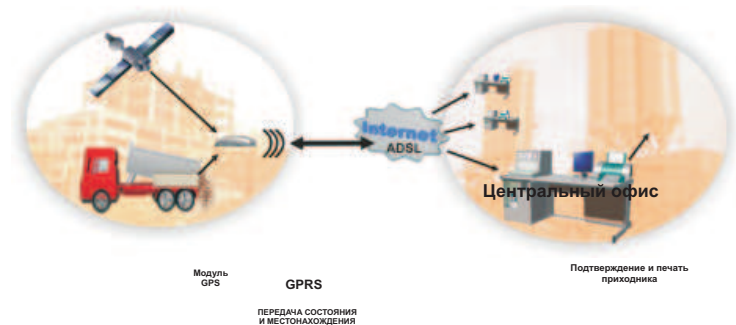 Internet
ADSL
Центральный офис
Модуль
GPS
GPRS
Подтверждение и печать
приходника
ПЕРЕДАЧА СОСТОЯНИЯ
И МЕСТОНАХОЖДЕНИЯ